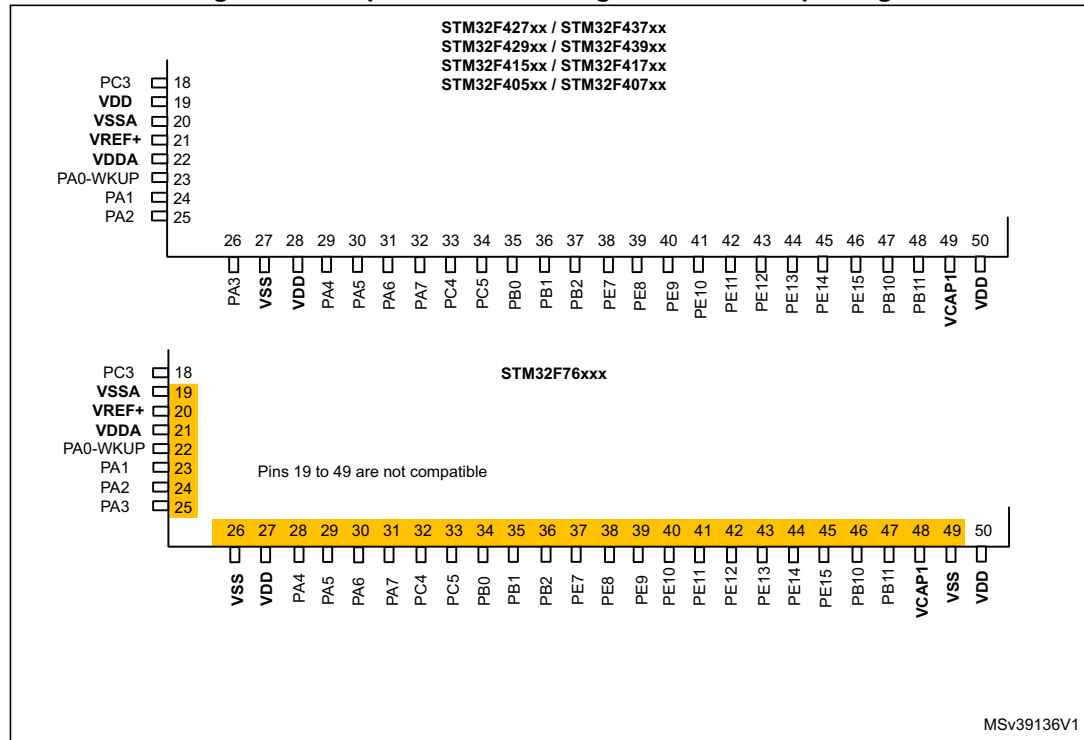 STM32F427xx / STM32F437xx
STM32F429xx / STM32F439xx
STM32F415xx / STM32F417xx
STM32F405xx / STM32F407xx
PC3 18
VDD 19
VSSA 20
VREF+ 21
VDDA 22
PA0-WKUP 23
PA1 24
PA2 25
26 27 28 29 30 31 32 33 34 35 36 37 38 39 40 41 42 43 44 45 46 47 48 49 50
PA3 VSS VDD PA4 PA5 PA6 PA7 PC4 PC5 PB0 PB1 PB2 PE7 PE8 PE9 PE10 PE11 PE12 PE13 PE14 PE15 PB10 PB11 VCAP1 VDD
STM32F76xxx
PC3 18
VSSA 19
VREF+ 20
VDDA 21
PA0-WKUP 22
PA1 23
PA2 24
PA3 25
Pins 19 to 49 are not compatible
26 27 28 29 30 31 32 33 34 35 36 37 38 39 40 41 42 43 44 45 46 47 48 49 50
VSS VDD PA4 PA5 PA6 PA7 PC4 PC5 PB0 PB1 PB2 PE7 PE8 PE9 PE10 PE11 PE12 PE13 PE14 PE15 PB10 PB11 VCAP1 VSS VDD
MSv39136V1